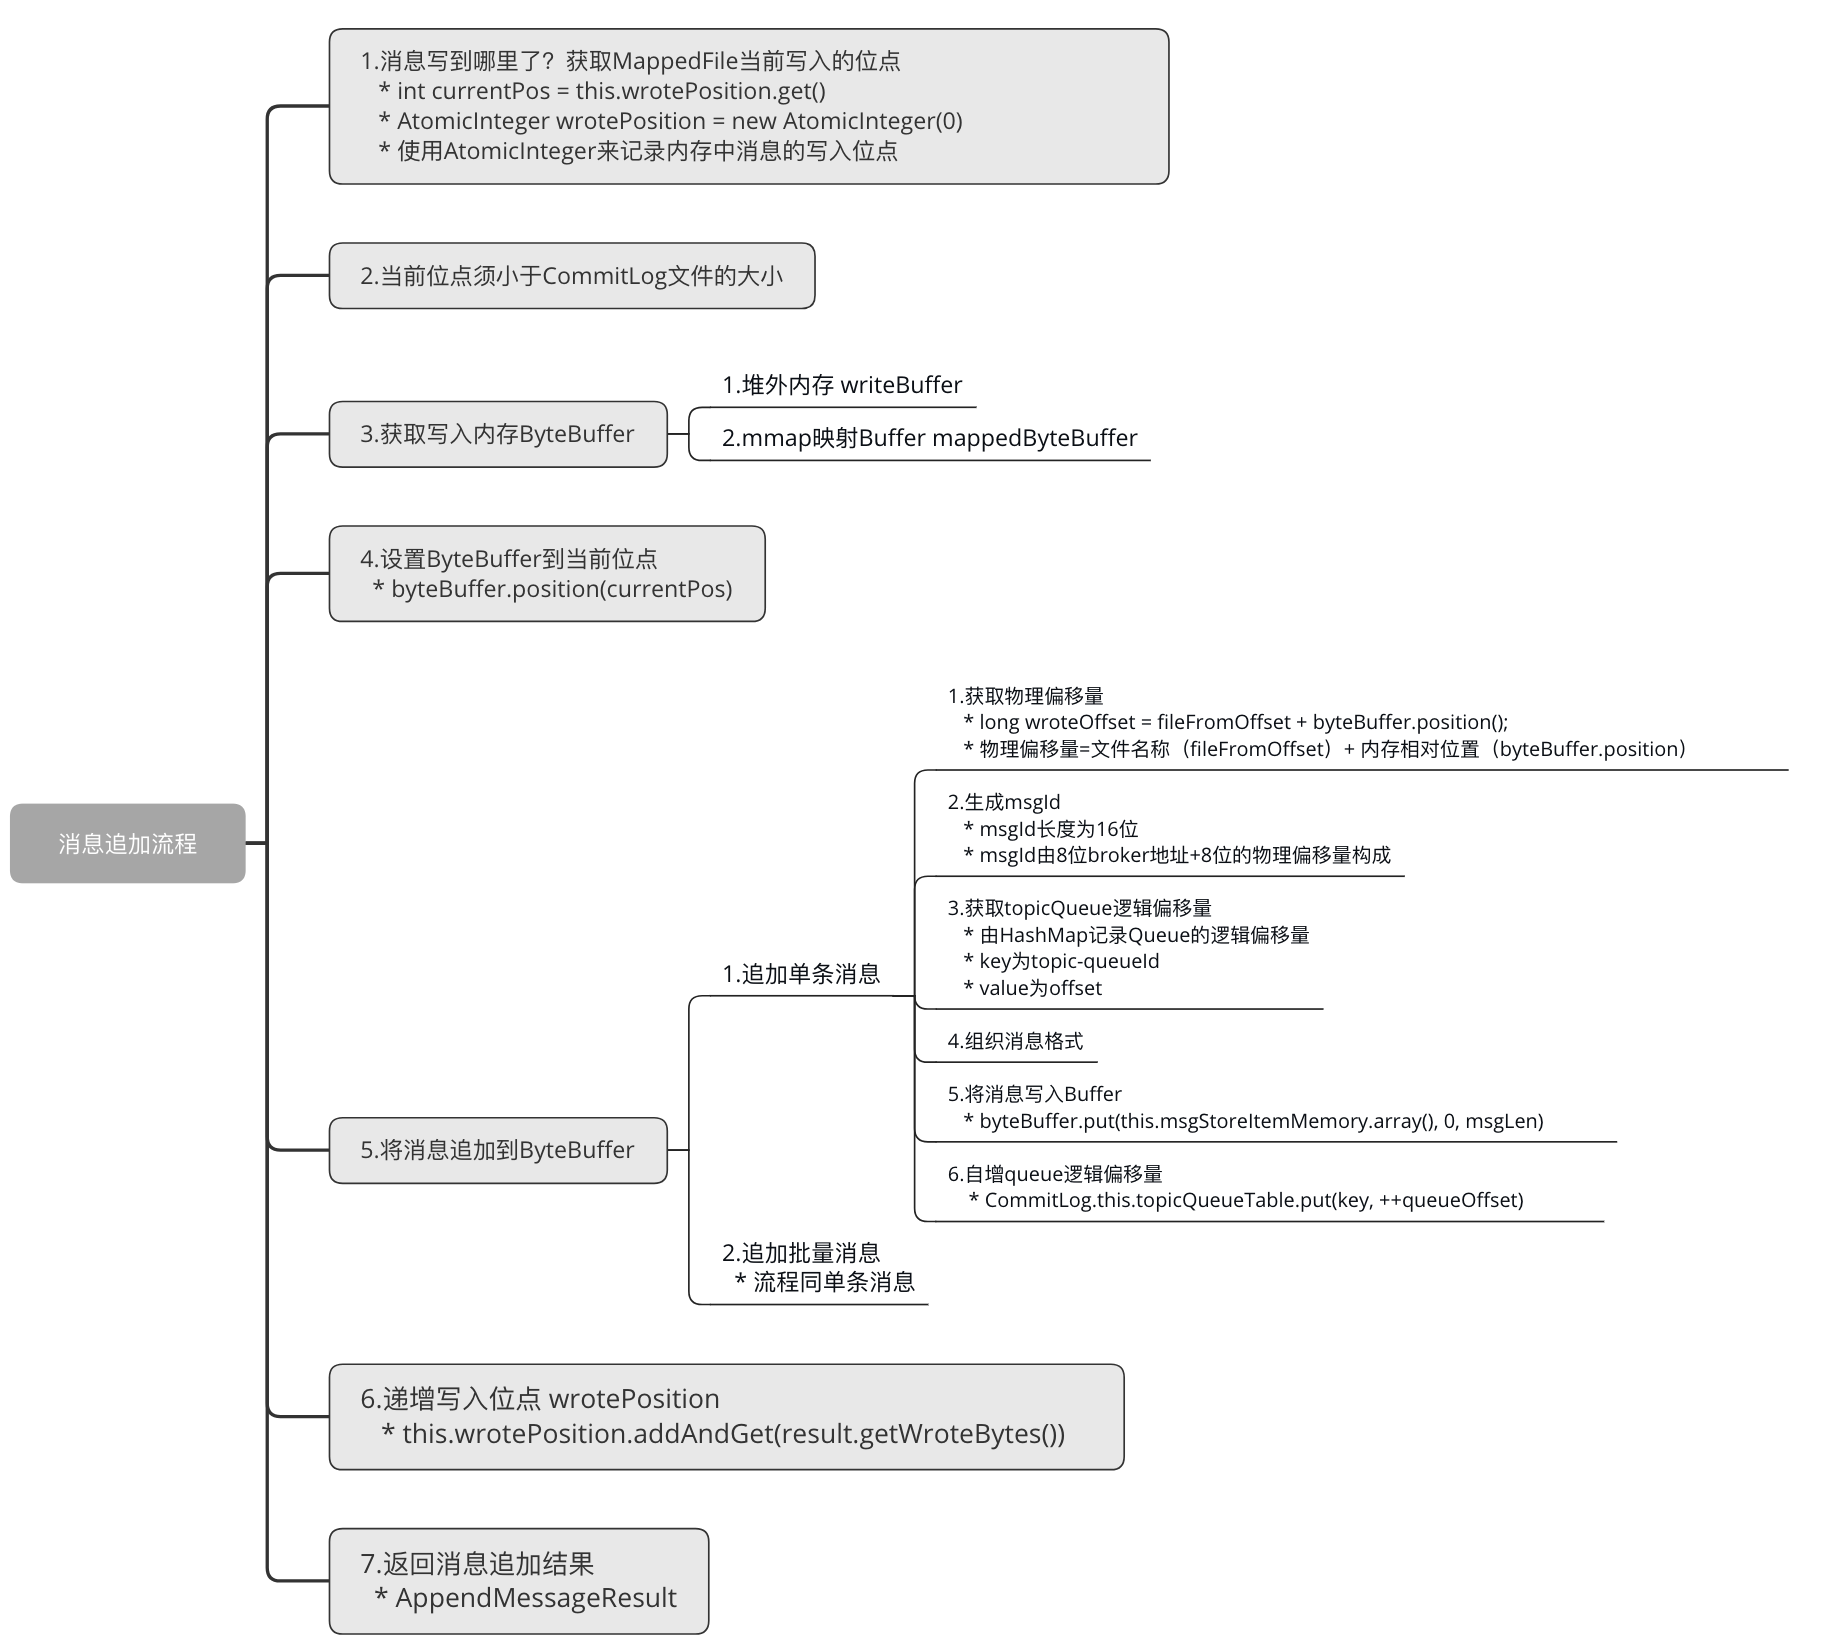 1.消息写到哪里了？获取MappedFile当前写入的位点
* int currentPos = this.wrotePosition.get()
* AtomicInteger wrotePosition = new AtomicInteger(0)
* 使用AtomicInteger来记录内存中消息的写入位点
2.当前位点须小于CommitLog文件的大小
3.获取写入内存ByteBuffer
1.堆外内存 writeBuffer
2.mmap映射Buffer mappedByteBuffer
4.设置ByteBuffer到当前位点
* byteBuffer.position(currentPos)
消息追加流程
5.将消息追加到ByteBuffer
1.追加单条消息
1.获取物理偏移量
* long wroteOffset = fileFromOffset + byteBuffer.position();
* 物理偏移量=文件名称（fileFromOffset）+ 内存相对位置（byteBuffer.position）
2.生成msgId
* msgId长度为16位
* msgId由8位broker地址+8位的物理偏移量构成
3.获取topicQueue逻辑偏移量
* 由HashMap记录Queue的逻辑偏移量
* key为topic-queueId
* value为offset
4.组织消息格式
5.将消息写入Buffer
* byteBuffer.put(this.msgStoreItemMemory.array(), 0, msgLen)
6.自增queue逻辑偏移量
* CommitLog.this.topicQueueTable.put(key, ++queueOffset)
2.追加批量消息
* 流程同单条消息
6.递增写入位点 wrotePosition
* this.wrotePosition.addAndGet(result.getWroteBytes())
7.返回消息追加结果
* AppendMessageResult